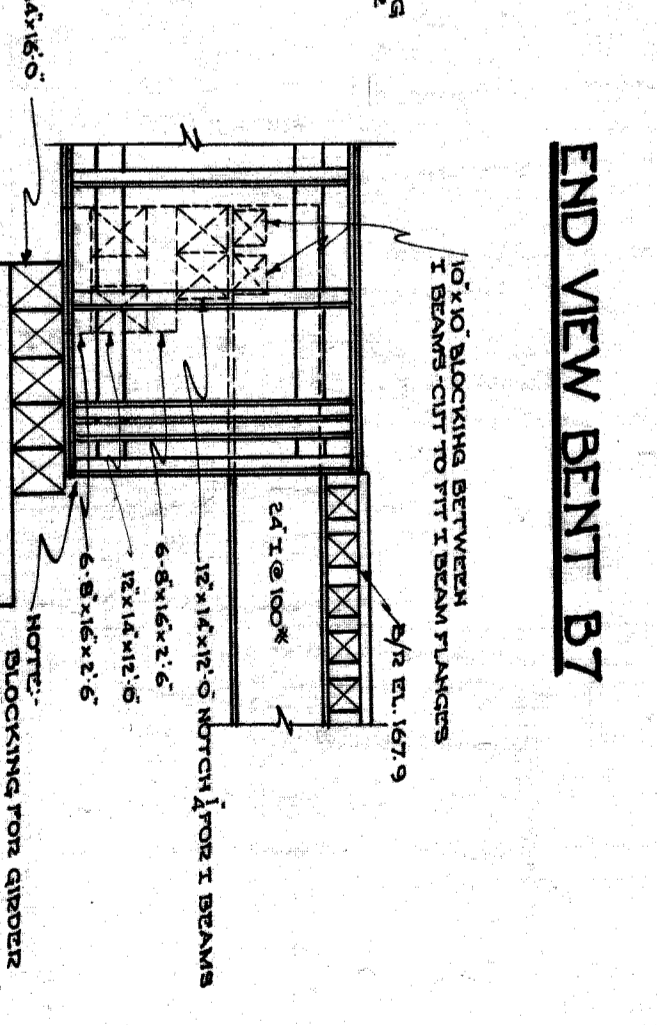 END VIEW BENT B7
10"x10" BLOCKING BETWEEN
I BEAMS-CUT TO FIT I BEAM FLANGES
B/R EL. 167.9
24" I @ 100#
12"x14"x12'-0" NOTCH 1/4" FOR I BEAMS
6-8"x16"x2'-6"
12"x14"x12'-0"
6-8"x16"x2'-6"
NOTE:-
BLOCKING FOR GIRDER
4"x16'-0"
G